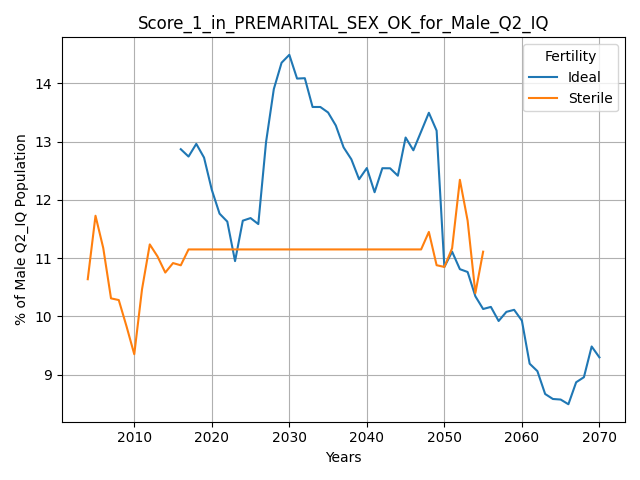 Score_1_in_PREMARITAL_SEX_OK_for_Male_Q2_IQ
Fertility
Ideal
Sterile
% of Male Q2_IQ Population
14
13
12
11
10
9
2010
2020
2030
2040
2050
2060
2070
Years